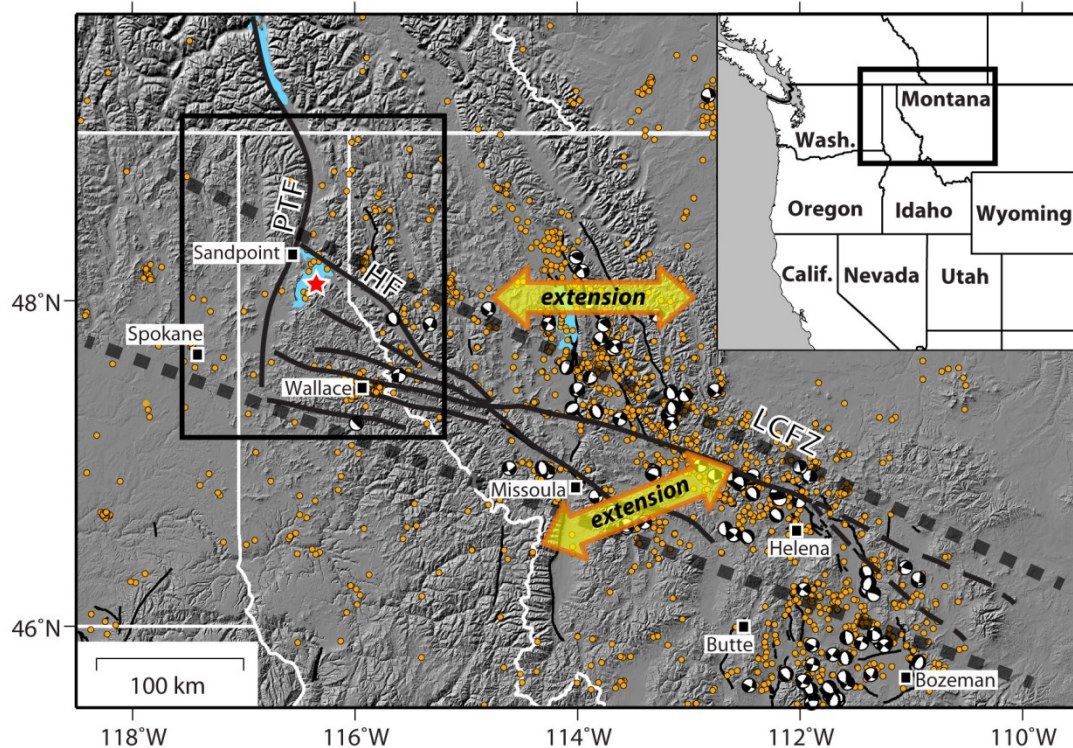 Wash.
Montana
Oregon
Idaho
Wyoming
Calif.
Nevada
Utah
PTF
Sandpoint
HF
48°N
extension
Spokane
Wallace
LCFZ
Missoula
extension
Helena
46°N
Butte
Bozeman
100 km
118°W
116°W
114°W
112°W
110°W